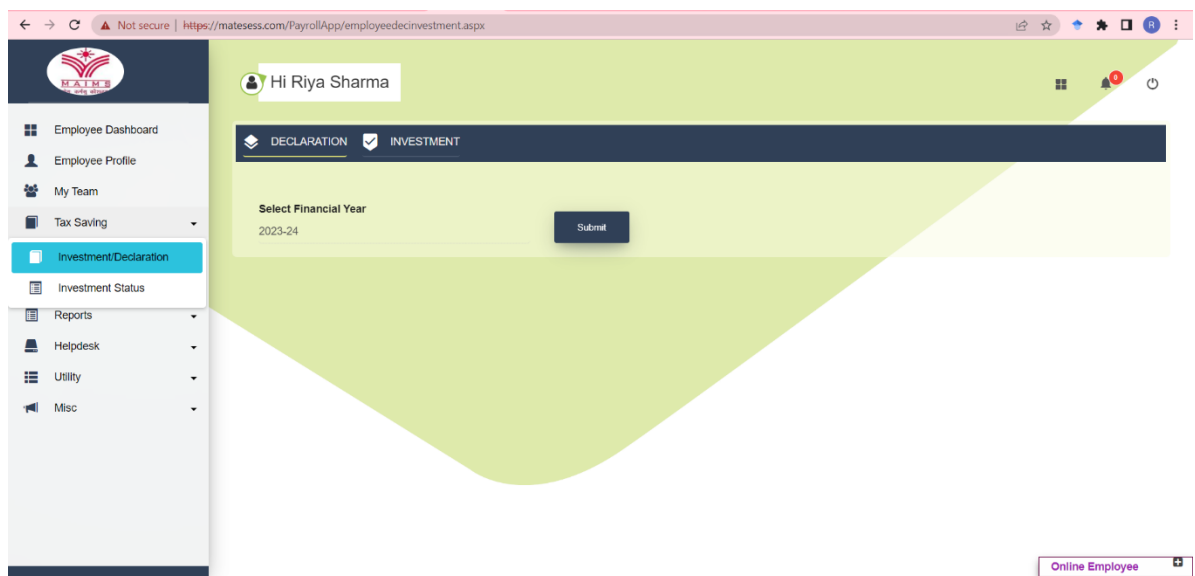 Not secure | https://matesess.com/PayrollApp/employeedecinvestment.aspx
R
MAIMS
Hi Riya Sharma
0
Employee Dashboard
Employee Profile
My Team
Tax Saving
Investment/Declaration
Investment Status
Reports
Helpdesk
Utility
Misc
DECLARATION
INVESTMENT
Select Financial Year
2023-24
Submit
Online Employee